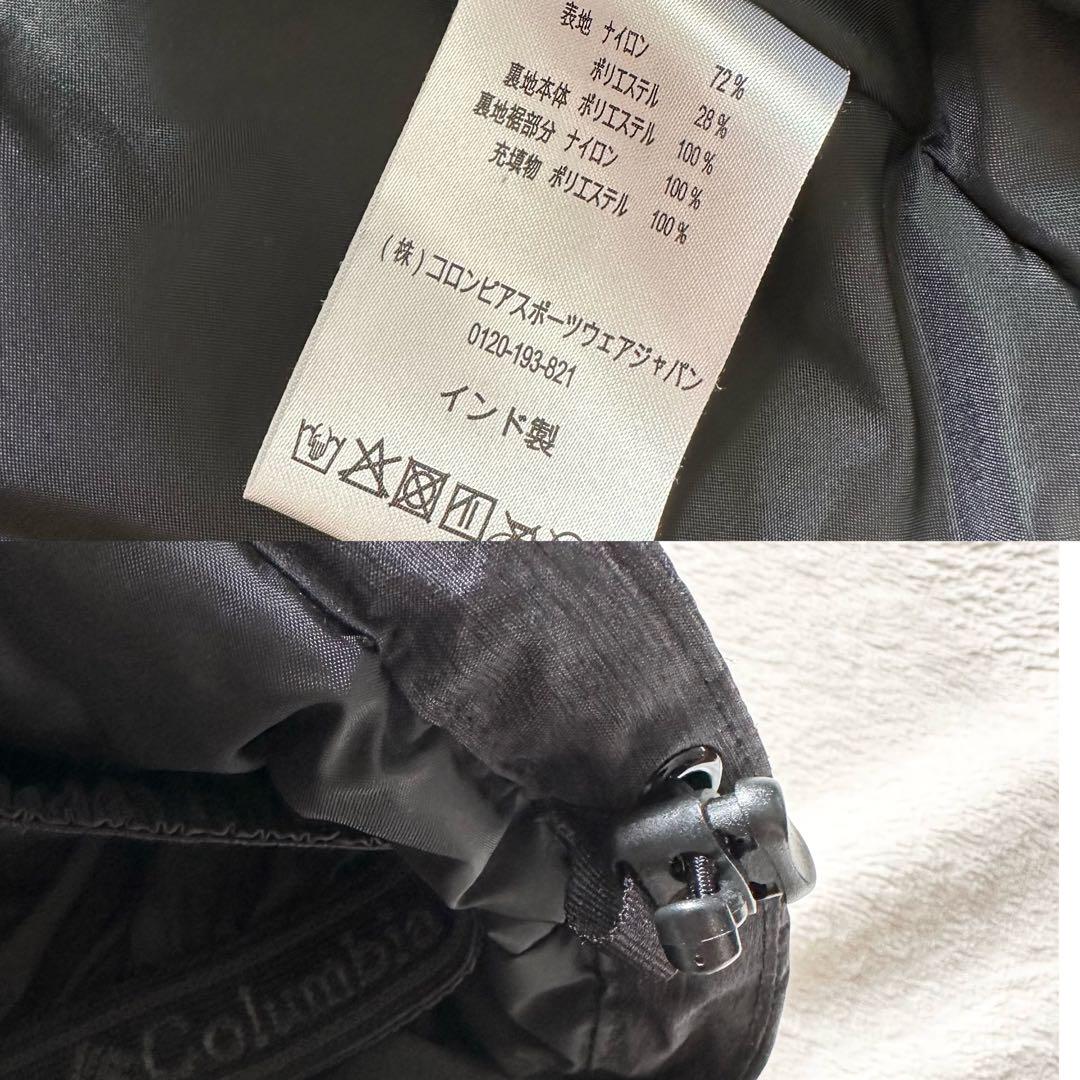 表地 ナイロン 72%
ポリエステル 28%
裏地本体 ポリエステル 100%
裏地裾部分 ナイロン 100%
充填物 ポリエステル 100%
(株)コロンビアスポーツウェアジャパン
0120-193-821
インド製
Columbia